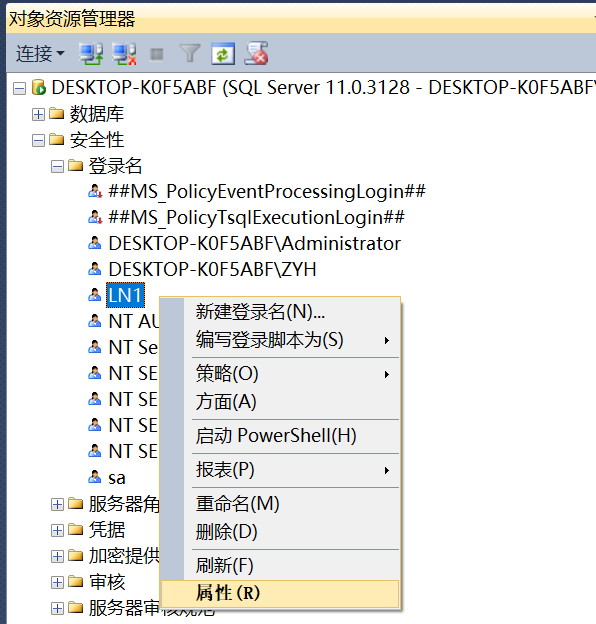 对象资源管理器
连接
DESKTOP-K0F5ABF (SQL Server 11.0.3128 - DESKTOP-K0F5ABF\
数据库
安全性
登录名
##MS_PolicyEventProcessingLogin##
##MS_PolicyTsqlExecutionLogin##
DESKTOP-K0F5ABF\Administrator
DESKTOP-K0F5ABF\ZYH
LN1
NT AU
NT Se
NT SE
NT SE
NT SE
NT SE
sa
服务器角
凭据
加密提供
审核
服务器审核规范
新建登录名(N)...
编写登录脚本为(S)
策略(O)
方面(A)
启动 PowerShell(H)
报表(P)
重命名(M)
删除(D)
刷新(F)
属性(R)